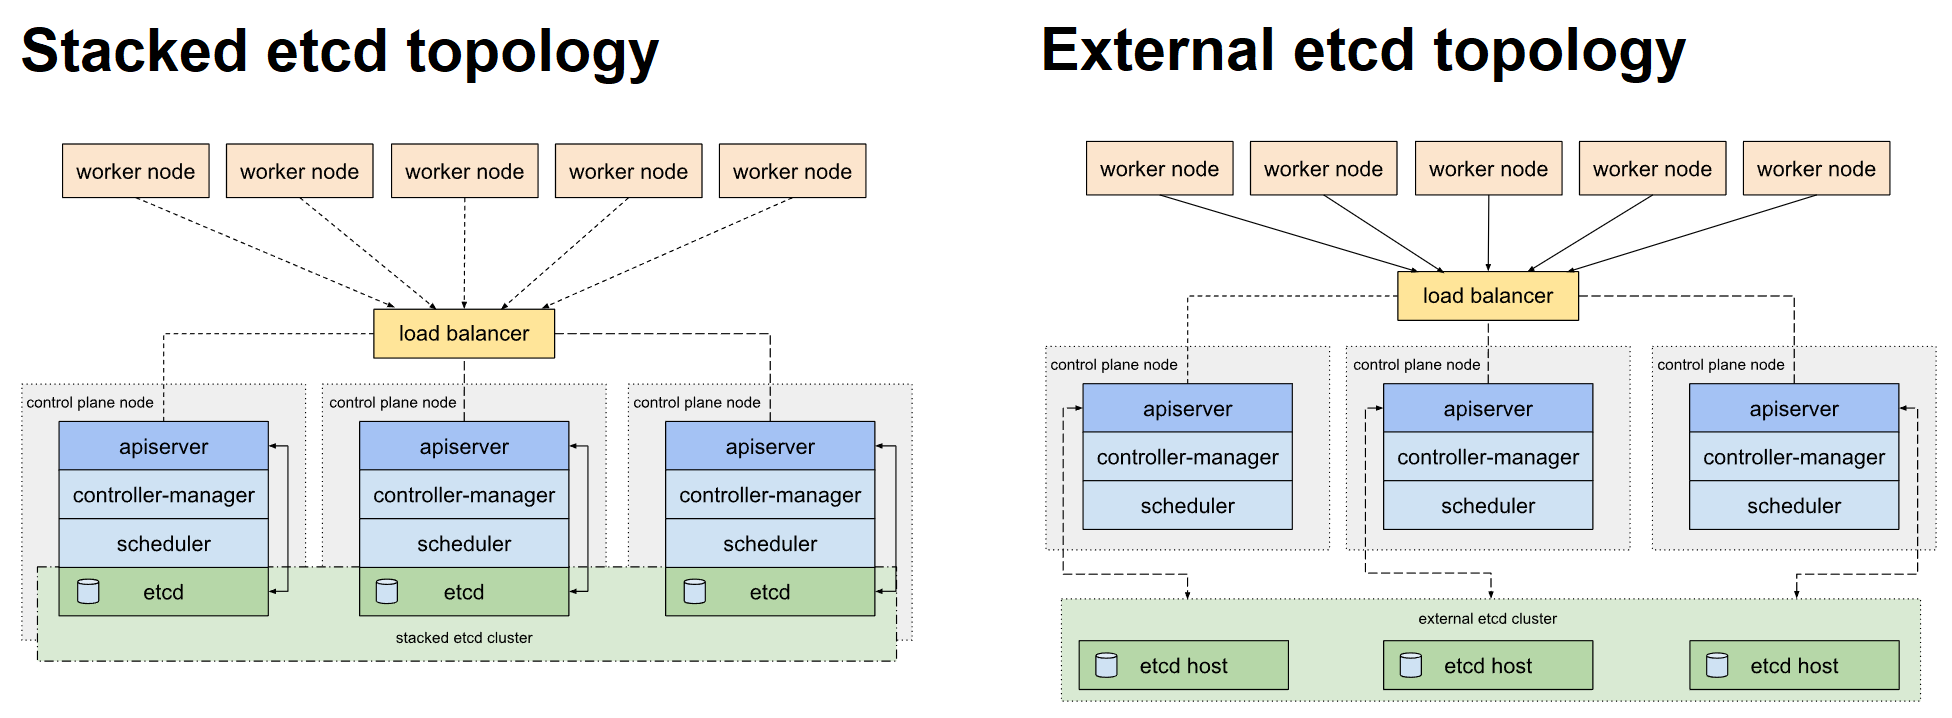 Stacked etcd topology
worker node
worker node
worker node
worker node
worker node
load balancer
control plane node
control plane node
control plane node
apiserver
apiserver
apiserver
controller-manager
controller-manager
controller-manager
scheduler
scheduler
scheduler
etcd
etcd
etcd
stacked etcd cluster
External etcd topology
worker node
worker node
worker node
worker node
worker node
load balancer
control plane node
control plane node
control plane node
apiserver
apiserver
apiserver
controller-manager
controller-manager
controller-manager
scheduler
scheduler
scheduler
external etcd cluster
etcd host
etcd host
etcd host